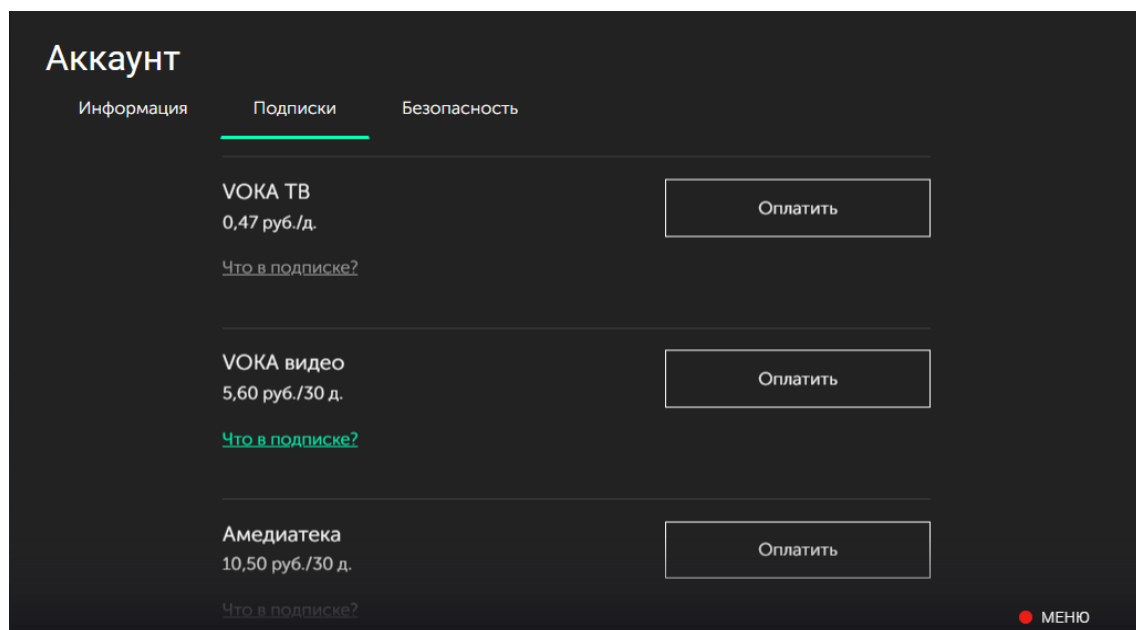 Аккаунт
Информация Подписки Безопасность
VOKA ТВ
0,47 руб./д.
Оплатить
Что в подписке?
VOKA видео
5,60 руб./30 д.
Оплатить
Что в подписке?
Амедиатека
10,50 руб./30 д.
Оплатить
Что в подписке?
МЕНЮ